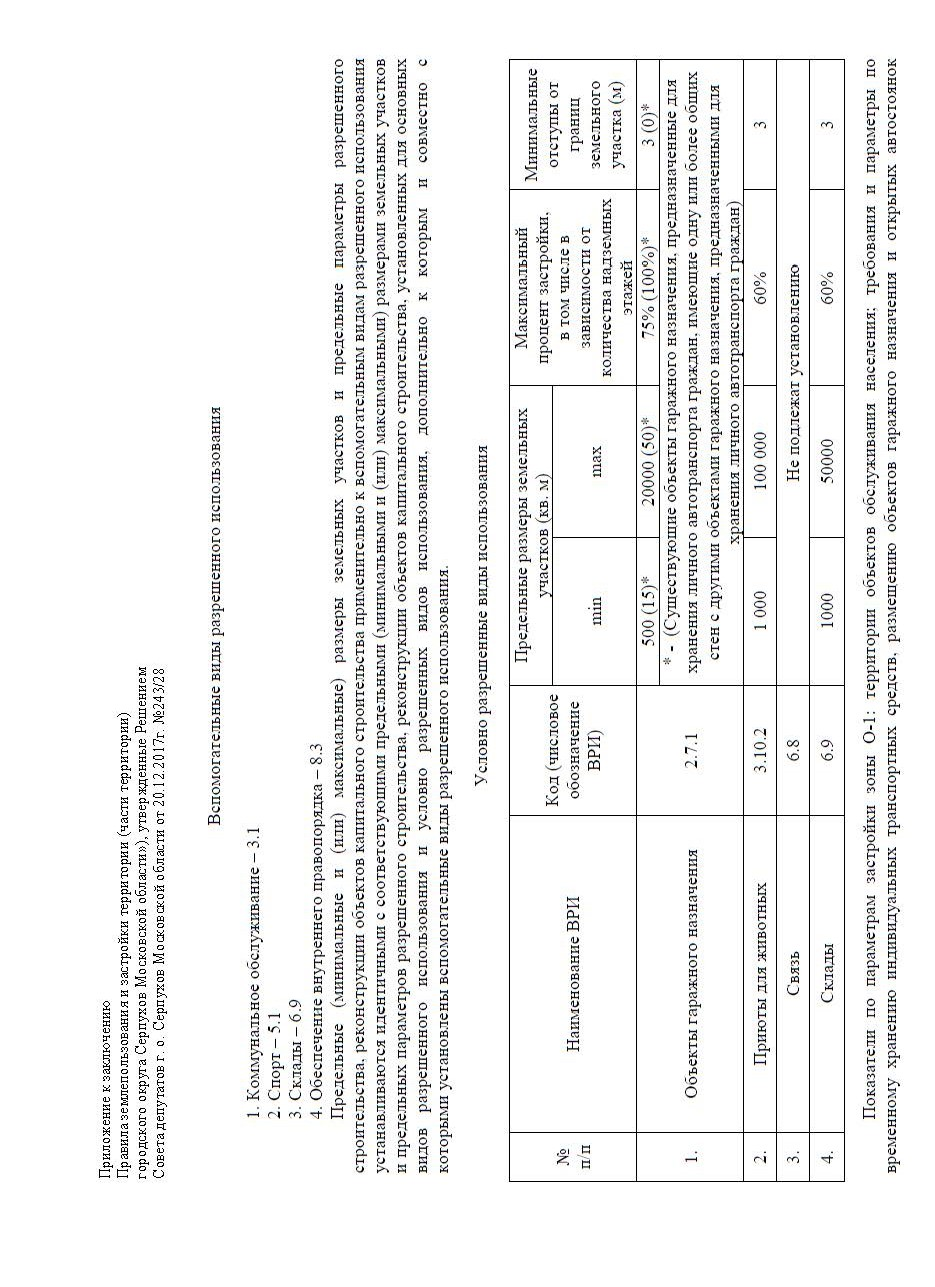 Приложение к заключению
Правила землепользования и застройки территории (части территории)
городского округа Серпухов Московской области»), утвержденные Решением
Совета депутатов г. о. Серпухов Московской области от 20.12.2017г. №243/28
Вспомогательные виды разрешенного использования
1. Коммунальное обслуживание – 3.1
2. Спорт – 5.1
3. Склады – 6.9
4. Обеспечение внутреннего правопорядка – 8.3
Предельные (минимальные и (или) максимальные) размеры земельных участков и предельные параметры разрешенного
строительства, реконструкции объектов капитального строительства применительно к вспомогательным видам разрешенного использования
устанавливаются идентичными с соответствующими предельными (минимальными и (или) максимальными) размерами земельных участков
и предельных параметров разрешенного строительства, реконструкции объектов капитального строительства, установленных для основных
видов разрешенного использования и условно разрешенных видов использования, дополнительно к которым и совместно с
которыми установлены вспомогательные виды разрешенного использования.
Условно разрешенные виды использования
№
п/п
Наименование ВРИ
Код (числовое
обозначение
ВРИ)
Предельные размеры земельных
участков (кв. м)
min
max
Максимальный
процент застройки,
в том числе в
зависимости от
количества надземных
этажей
Минимальные
отступы от
границ
земельного
участка (м)
1.
Объекты гаражного назначения
2.7.1
500 (15)*
20000 (50)*
75% (100%)*
3 (0)*
* - (Существующие объекты гаражного назначения, предназначенные для
хранения личного автотранспорта граждан, имеющие одну или более общих
стен с другими объектами гаражного назначения, предназначенными для
хранения личного автотранспорта граждан)
2.
Приюты для животных
3.10.2
1 000
100 000
60%
3
3.
Связь
6.8
Не подлежат установлению
4.
Склады
6.9
1000
50000
60%
3
Показатели по параметрам застройки зоны О-1: территории объектов обслуживания населения; требования и параметры по
временному хранению индивидуальных транспортных средств, размещению объектов гаражного назначения и открытых автостоянок